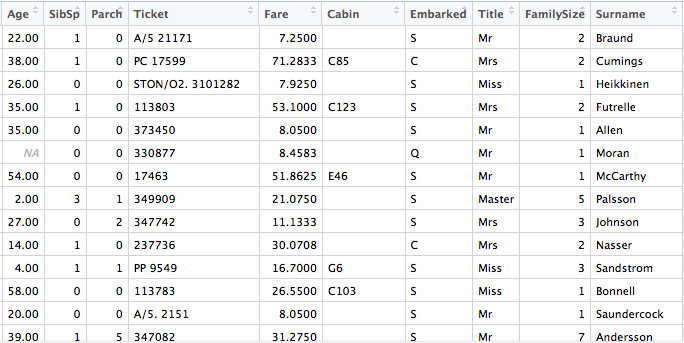 Age SibSp Parch Ticket Fare Cabin Embarked Title FamilySize Surname
22.00 1 0 A/5 21171 7.2500 S Mr 2 Braund
38.00 1 0 PC 17599 71.2833 C85 C Mrs 2 Cumings
26.00 0 0 STON/O2. 3101282 7.9250 S Miss 1 Heikkinen
35.00 1 0 113803 53.1000 C123 S Mrs 2 Futrelle
35.00 0 0 373450 8.0500 S Mr 1 Allen
NA 0 0 330877 8.4583 Q Mr 1 Moran
54.00 0 0 17463 51.8625 E46 S Mr 1 McCarthy
2.00 3 1 349909 21.0750 S Master 5 Palsson
27.00 0 2 347742 11.1333 S Mrs 3 Johnson
14.00 1 0 237736 30.0708 C Mrs 2 Nasser
4.00 1 1 PP 9549 16.7000 G6 S Miss 3 Sandstrom
58.00 0 0 113783 26.5500 C103 S Miss 1 Bonnell
20.00 0 0 A/5. 2151 8.0500 S Mr 1 Saundercock
39.00 1 5 347082 31.2750 S Mr 7 Andersson